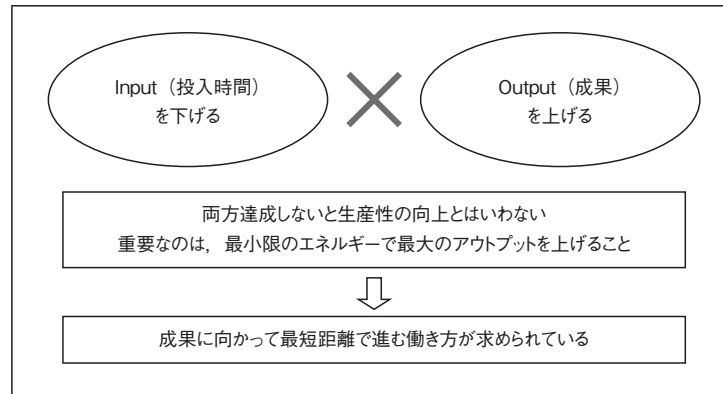 Input（投入時間）
を下げる
Output（成果）
を上げる
両方達成しないと生産性の向上とはいわない
重要なのは，最小限のエネルギーで最大のアウトプットを上げること
成果に向かって最短距離で進む働き方が求められている